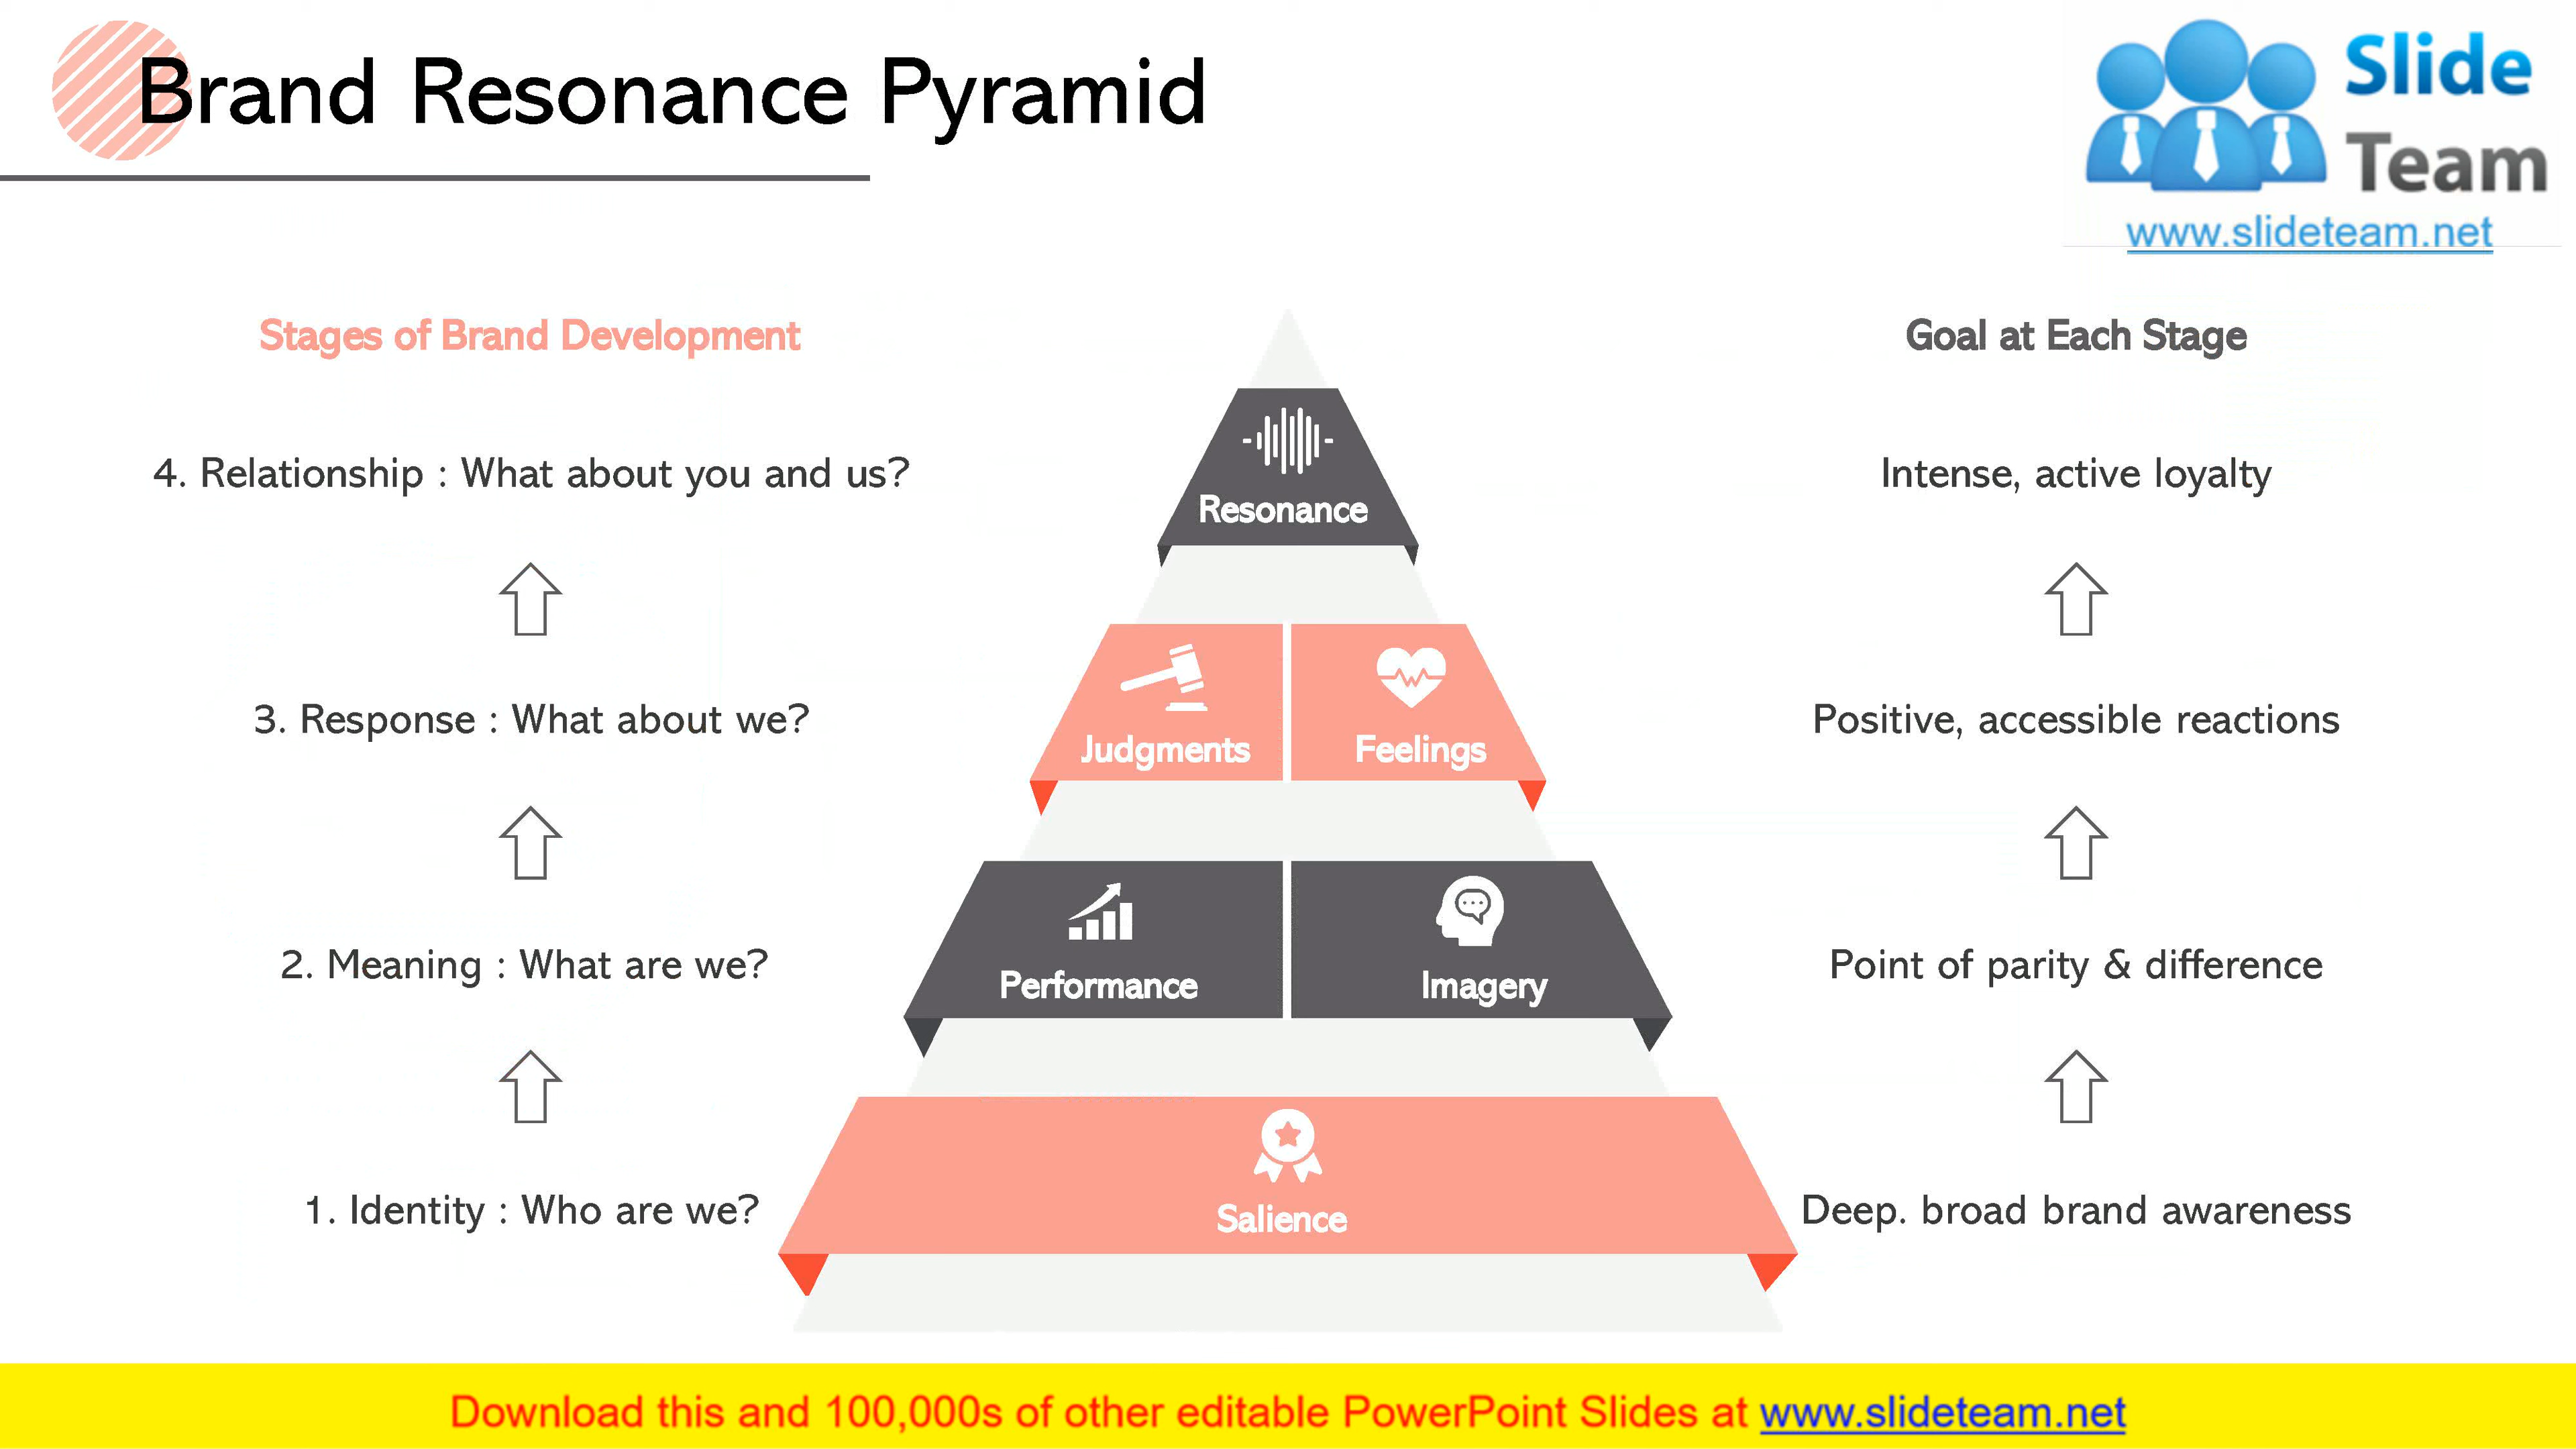 Brand Resonance Pyramid
Slide
Team
www.slideteam.net
Stages of Brand Development
Goal at Each Stage
4. Relationship : What about you and us?
Resonance
Intense, active loyalty
3. Response : What about we?
Judgments
Feelings
Positive, accessible reactions
2. Meaning : What are we?
Performance
Imagery
Point of parity & difference
1. Identity : Who are we?
Salience
Deep. broad brand awareness
Download this and 100,000s of other editable PowerPoint Slides at www.slideteam.net